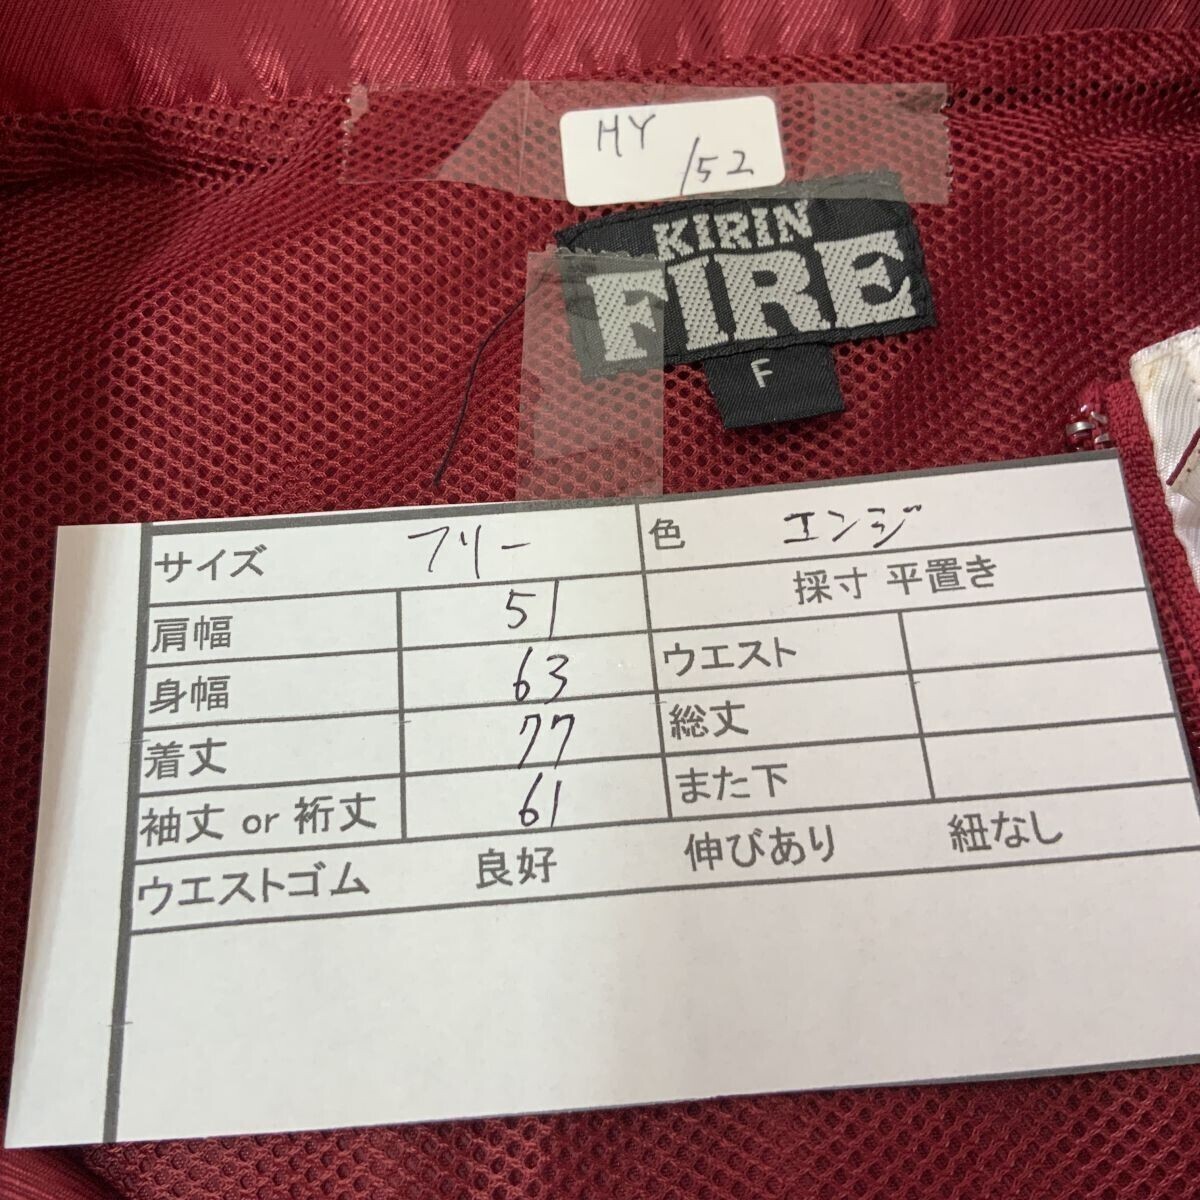 HY
152
KIRIN
FIRE
F
サイズ フリー 色 エンジ
肩幅 51 採寸 平置き
身幅 63 ウエスト
着丈 77 総丈
袖丈 or 裄丈 61 また下
ウエストゴム 良好 伸びあり 紐なし